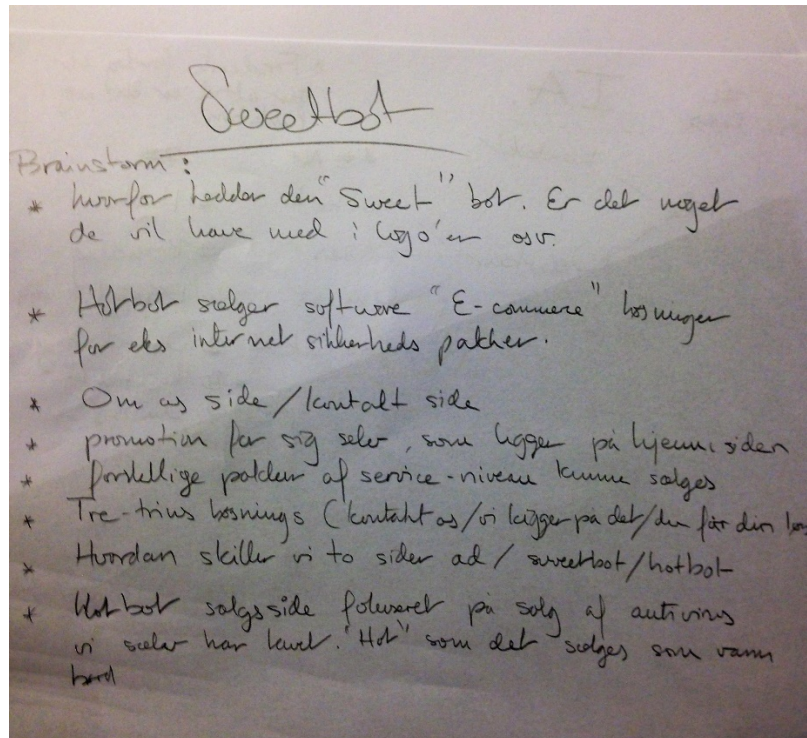 Sweetbot
Brainstorm:
* hvorfor hedder den "Sweet" bot. Er det noget
de vil have med i logo'en osv.
* Hotbot sælger software "E-commerce" løsninger
for eks internet sikkerheds pakker.
* Om os side / kontakt side
* promotion for sig selv, som ligger på hjemmesiden
* forskellige pakker af service-niveau kunne sælges
* Tre-trins løsnings (kontakt os/vi kigger på det/du får din løs
* Hvordan skiller vi to sider ad / sweetbot/hotbot
* Hotbot salgsside fokuseret på salg af antivirus
vi selv har lavet. "Hot" som det sælges som varm
brød